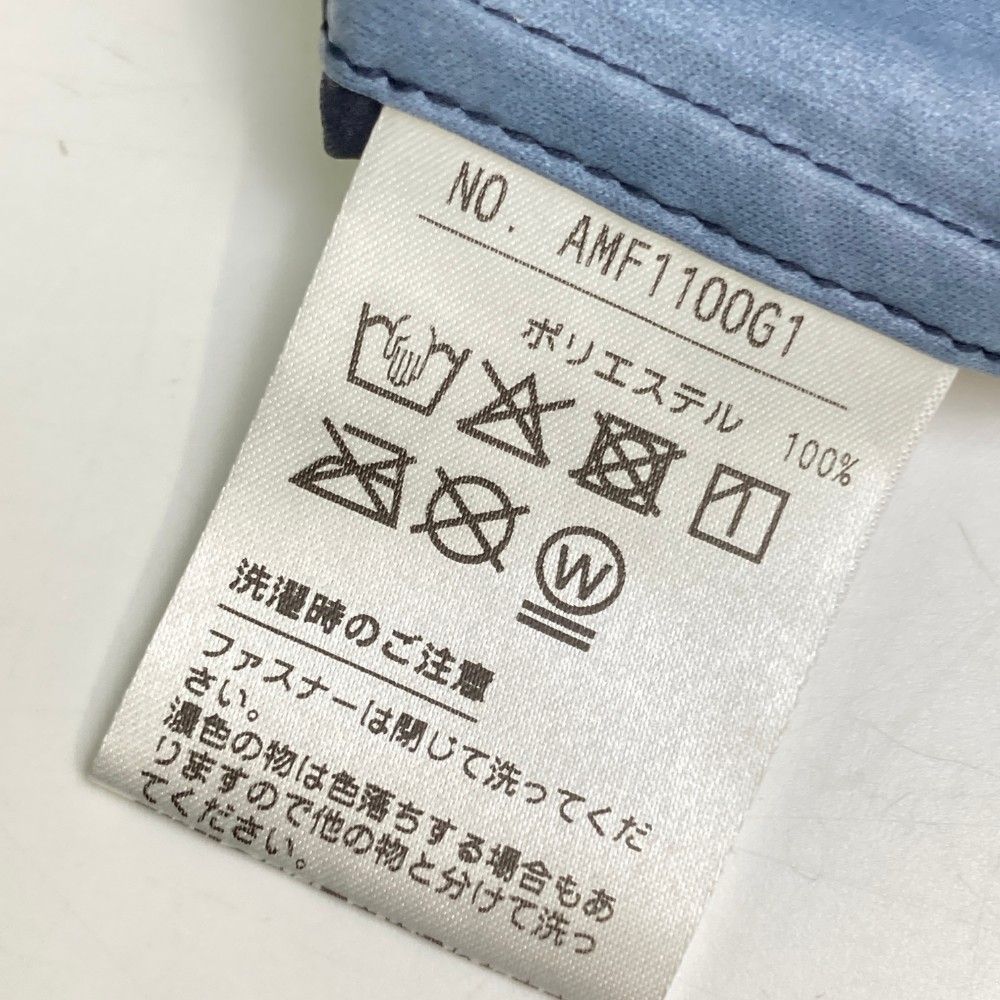 NO. AMF1100G1
ポリエステル 100%
W
洗濯時のご注意
ファスナーは閉じて洗ってくだ
さい。
濃色の物は色落ちする場合もあ
りますので他の物と分けて洗っ
てください。